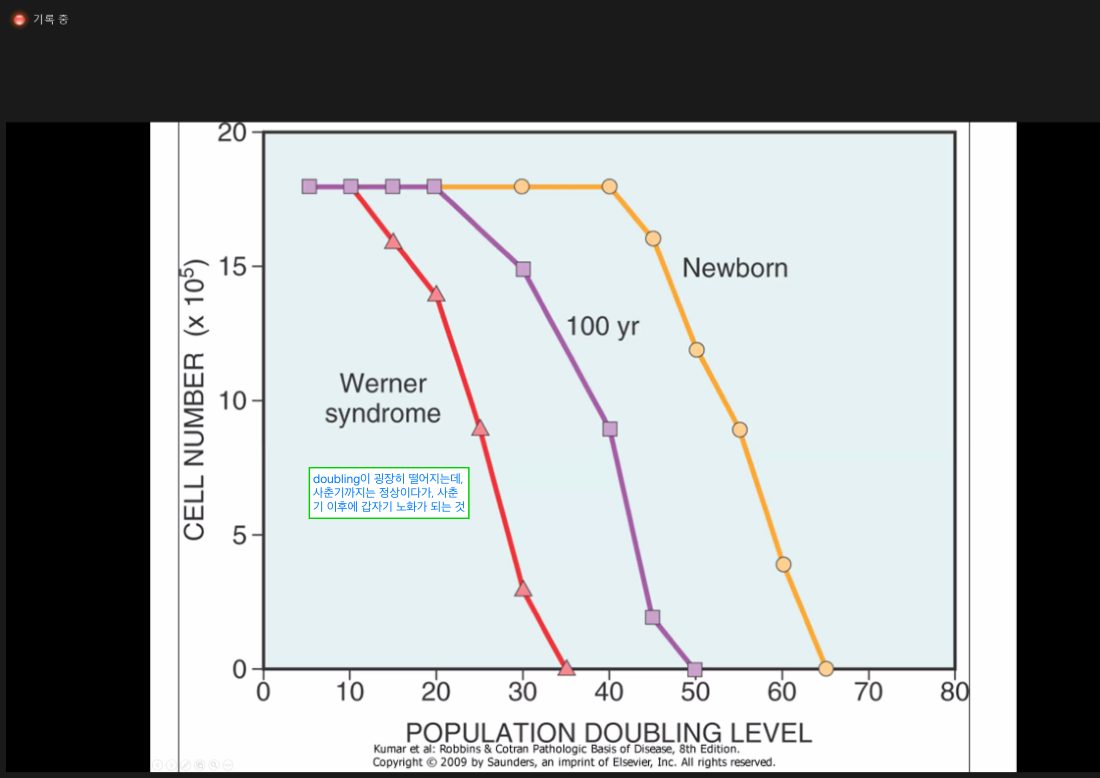 기록 중
20
15
10
5
0
CELL NUMBER (x 10⁵)
Newborn
100 yr
Werner
syndrome
doubling이 굉장히 떨어지는데,
사춘기까지는 정상이다가, 사춘
기 이후에 갑자기 노화가 되는 것
0 10 20 30 40 50 60 70 80
POPULATION DOUBLING LEVEL
Kumar et al: Robbins & Cotran Pathologic Basis of Disease, 8th Edition.
Copyright © 2009 by Saunders, an imprint of Elsevier, Inc. All rights reserved.